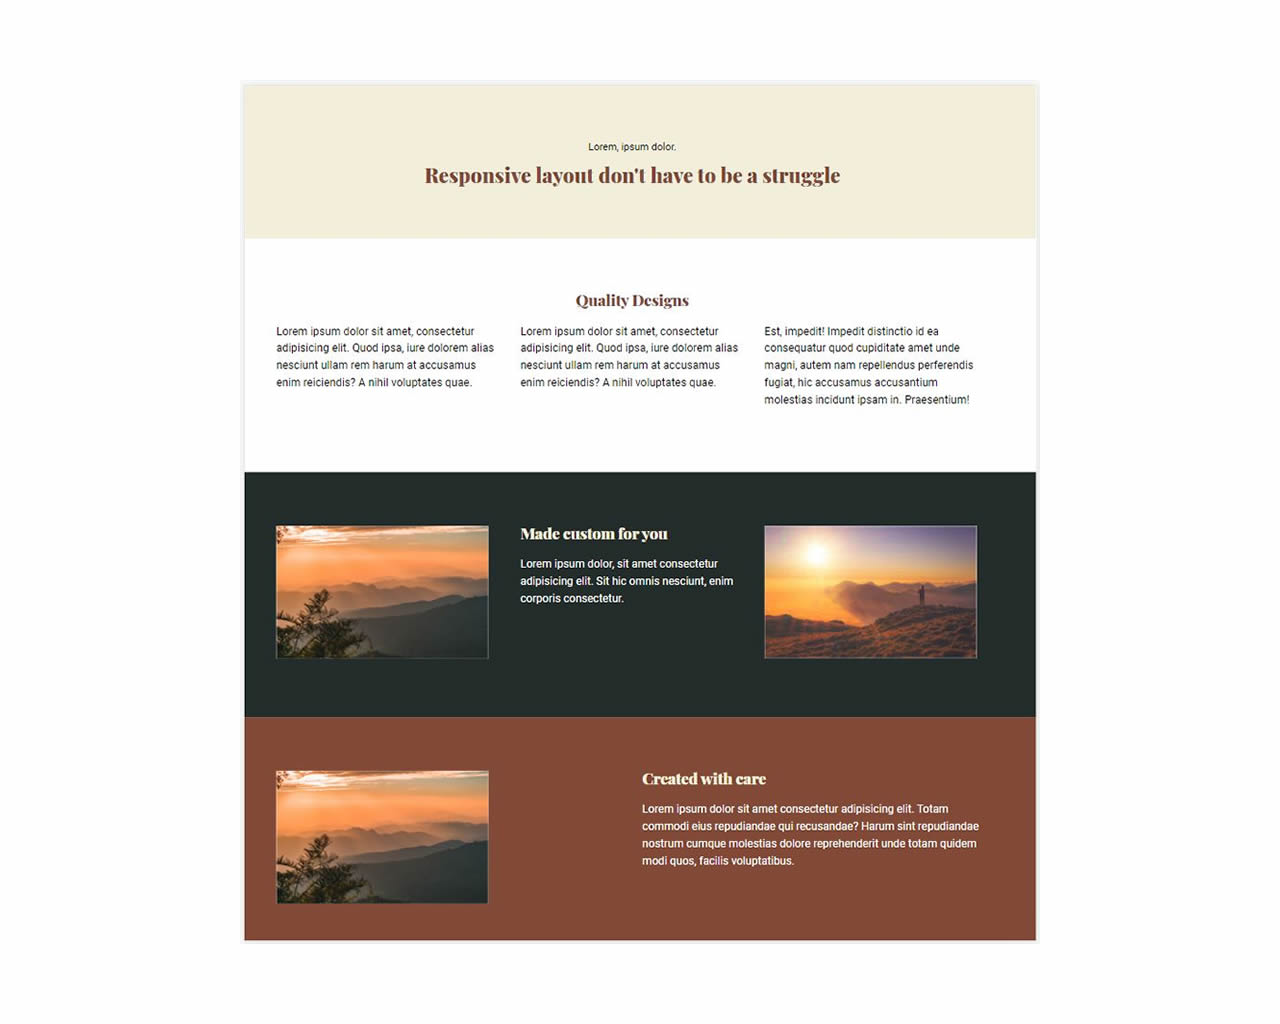 Lorem, ipsum dolor.
Responsive layout don't have to be a struggle
Quality Designs
Lorem ipsum dolor sit amet, consectetur
adipisicing elit. Quod ipsa, iure dolorem alias
nesciunt ullam rem harum at accusamus
enim reiciendis? A nihil voluptates quae.
Lorem ipsum dolor sit amet, consectetur
adipisicing elit. Quod ipsa, iure dolorem alias
nesciunt ullam rem harum at accusamus
enim reiciendis? A nihil voluptates quae.
Est, impedit! Impedit distinctio id ea
consequatur quod cupiditate amet unde
magni, autem nam repellendus perferendis
fugiat, hic accusamus accusantium
molestias incidunt ipsam in. Praesentium!
Made custom for you
Lorem ipsum dolor, sit amet consectetur
adipisicing elit. Sit hic omnis nesciunt, enim
corporis consectetur.
Created with care
Lorem ipsum dolor sit amet consectetur adipisicing elit. Totam
commodi eius repudiandae qui recusandae? Harum sint repudiandae
nostrum cumque molestias dolore reprehenderit unde totam quidem
modi quos, facilis voluptatibus.